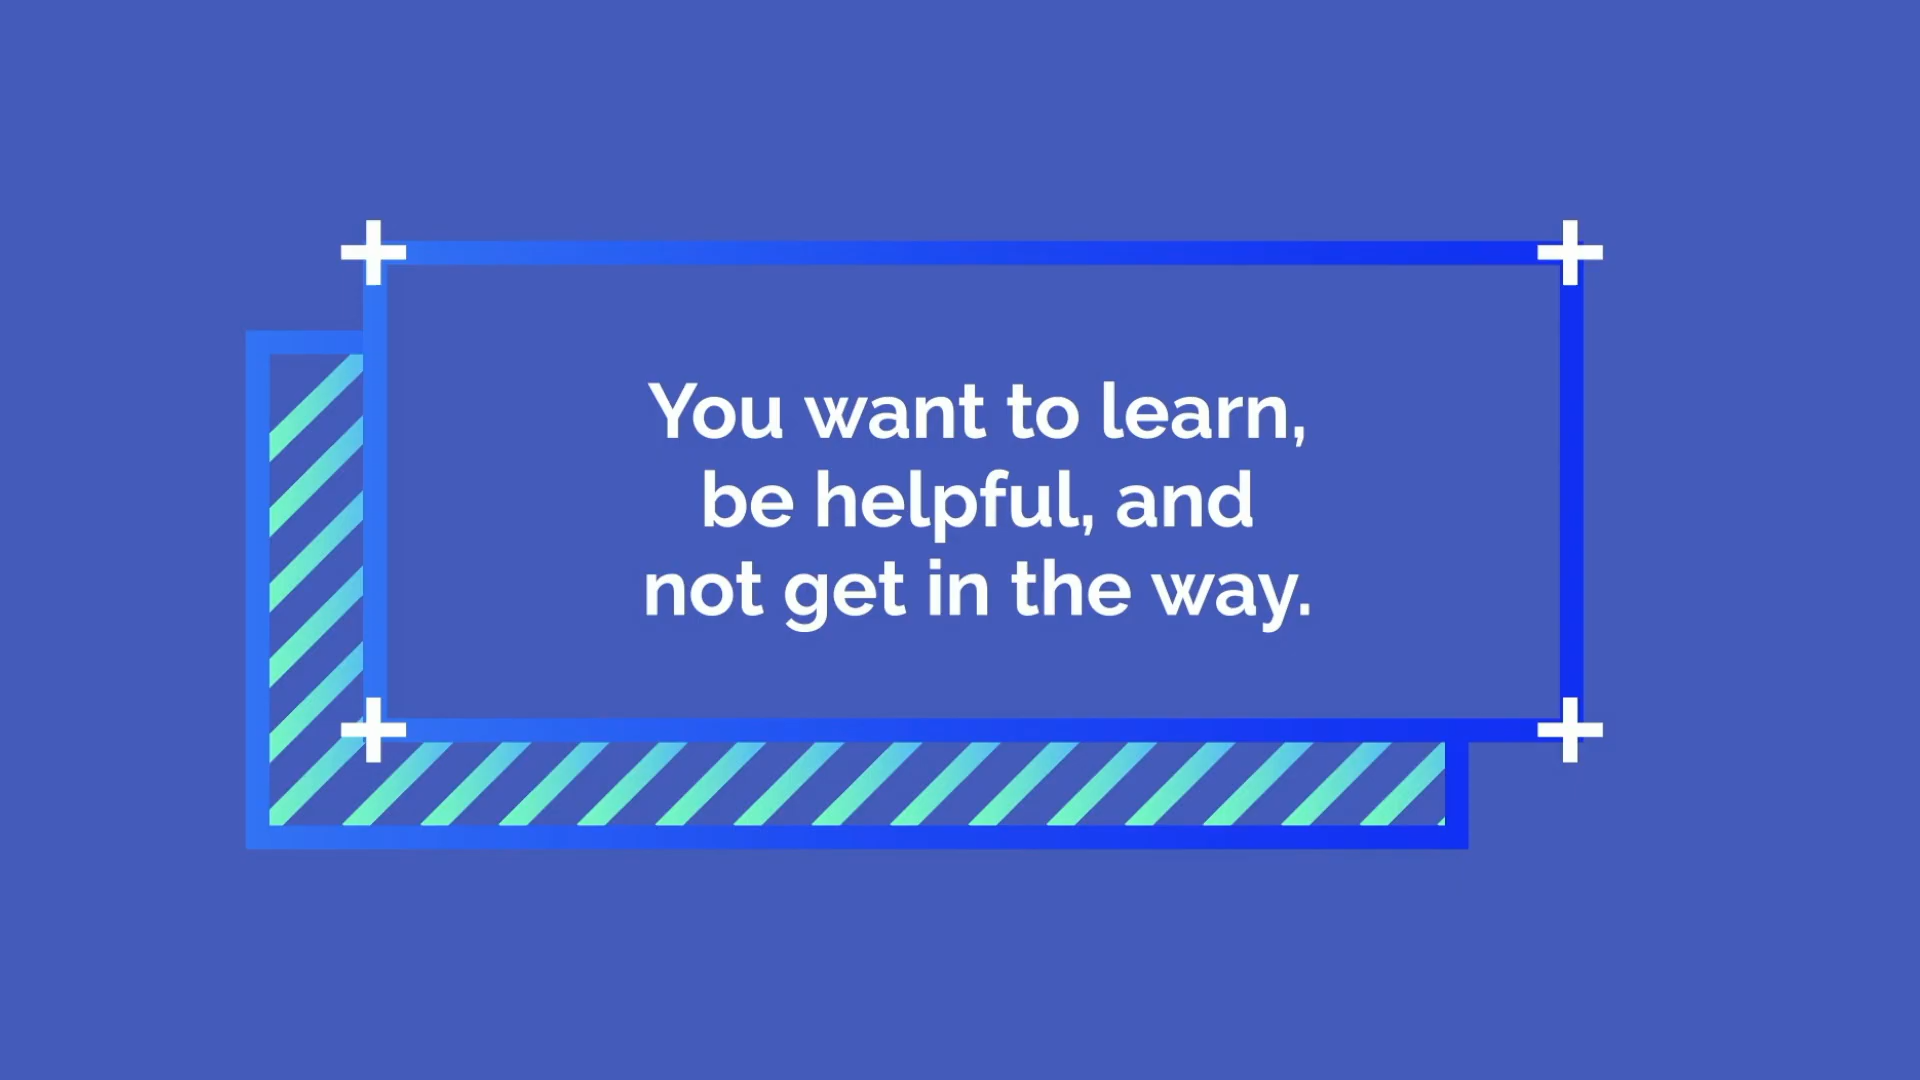 You want to learn,
be helpful, and
not get in the way.